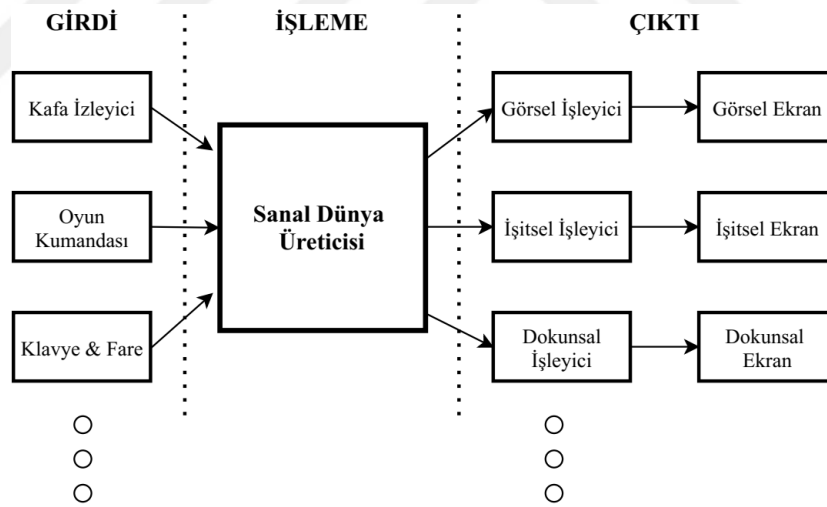 GİRDİ
İŞLEME
ÇIKTI
Kafa İzleyici
Görsel İşleyici
Görsel Ekran
Oyun
Kumandası
Sanal Dünya
Üreticisi
İşitsel İşleyici
İşitsel Ekran
Klavye & Fare
Dokunsal
İşleyici
Dokunsal
Ekran